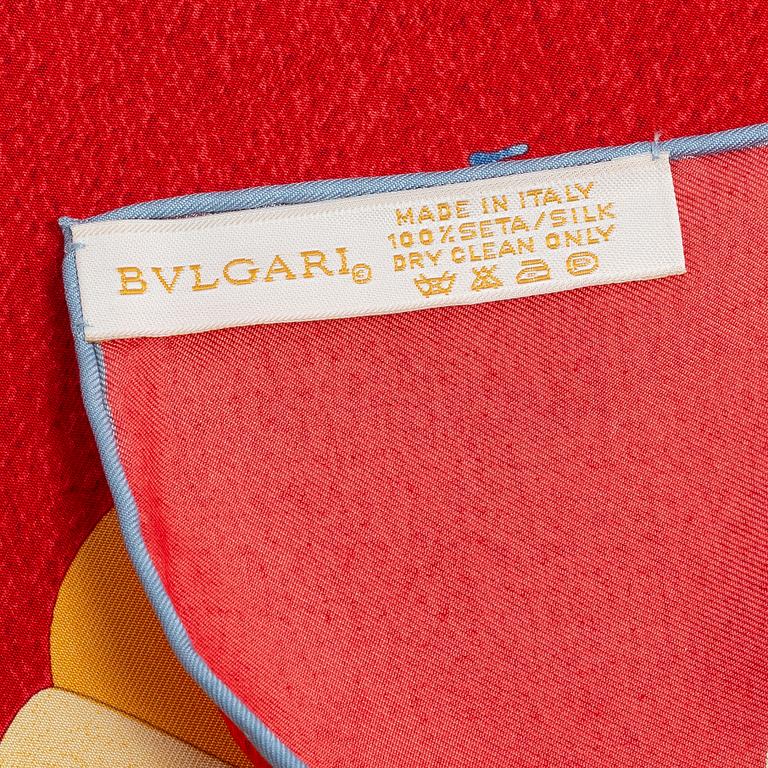 BVLGARI©
MADE IN ITALY
100% SETA/SILK
DRY CLEAN ONLY